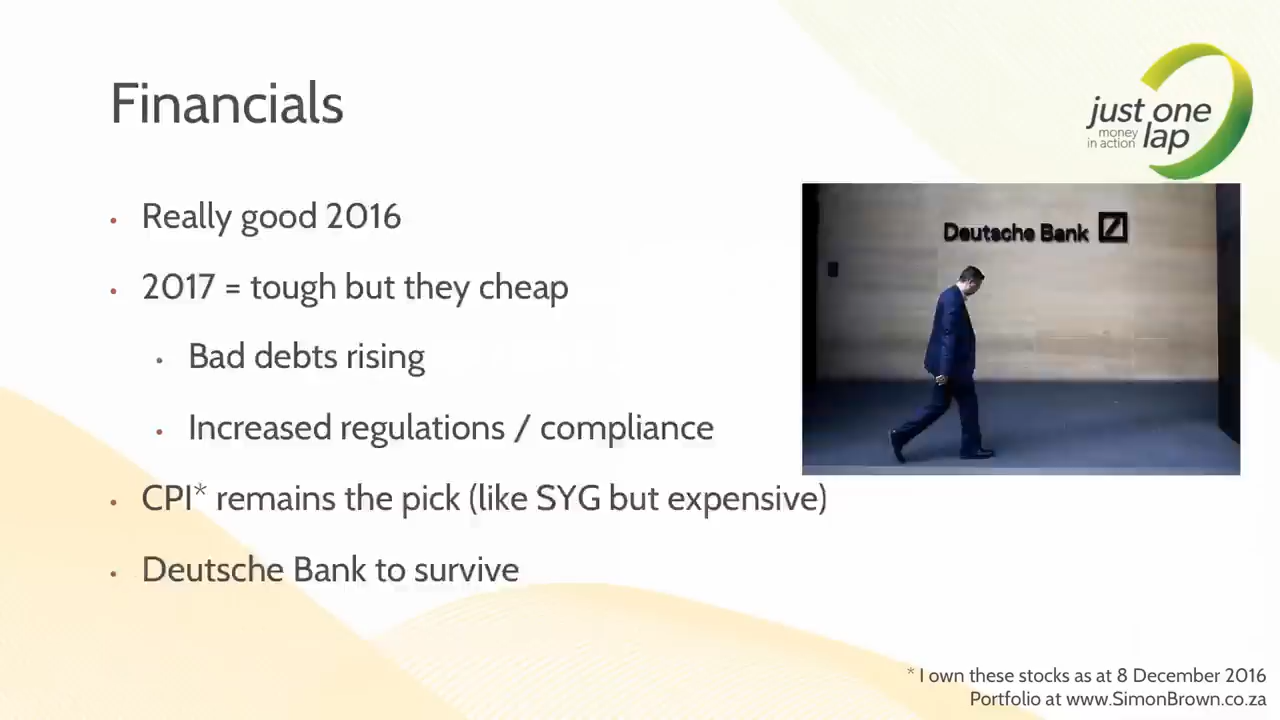 Financials
just one
money
in action
lap
Deutsche Bank
• Really good 2016
• 2017 = tough but they cheap
• Bad debts rising
• Increased regulations / compliance
• CPI* remains the pick (like SYG but expensive)
• Deutsche Bank to survive
* I own these stocks as at 8 December 2016
Portfolio at www.SimonBrown.co.za